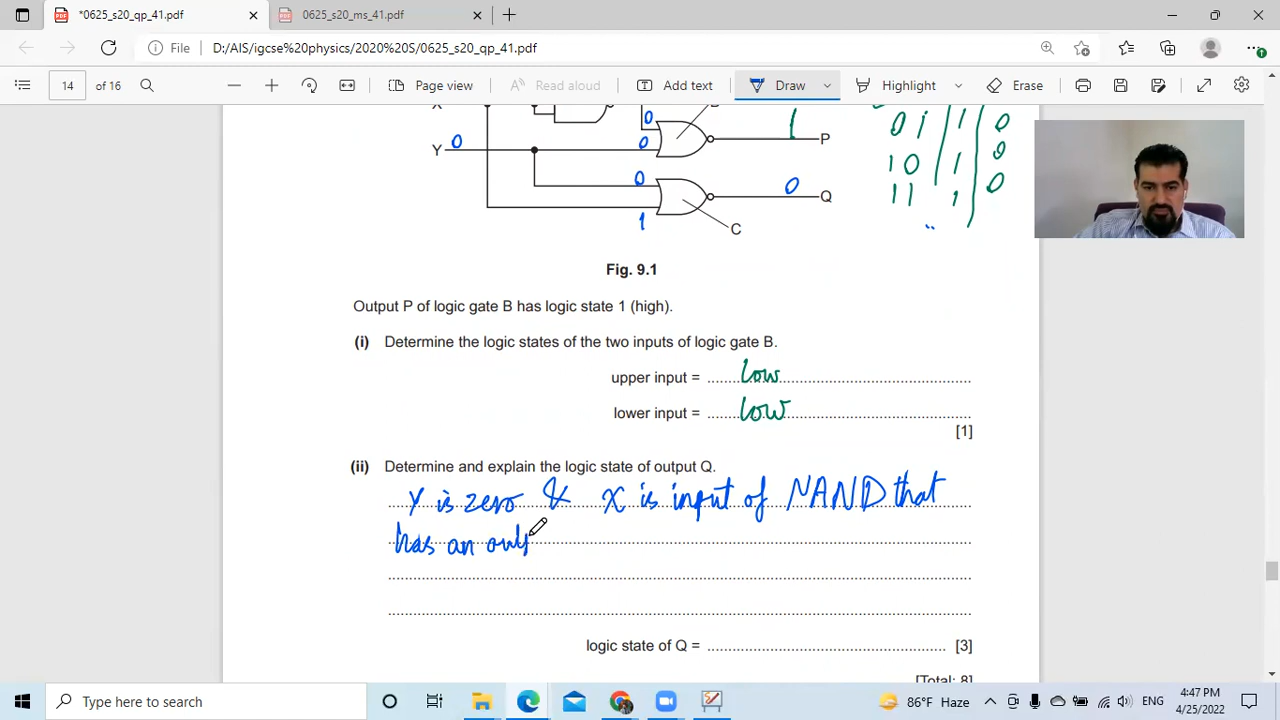 *0625_s20_qp_41.pdf
0625_s20_ms_41.pdf
File
D:/AIS/igcse%20physics/2020%20S/0625_s20_qp_41.pdf
14 of 16
Page view
Read aloud
Add text
Draw
Highlight
Erase
0
0
1
P
Y
0
0
0
0
Q
1
C
0 1 1 0
1 0 1 0
1 1 1 0
Fig. 9.1
Output P of logic gate B has logic state 1 (high).
(i) Determine the logic states of the two inputs of logic gate B.
upper input = low
lower input = low
[1]
(ii) Determine and explain the logic state of output Q.
Y is zero & X is input of NAND that
has an out
logic state of Q = [3]
[Total: 8]
Type here to search
86°F Haze
ENG
4:47 PM
4/25/2022